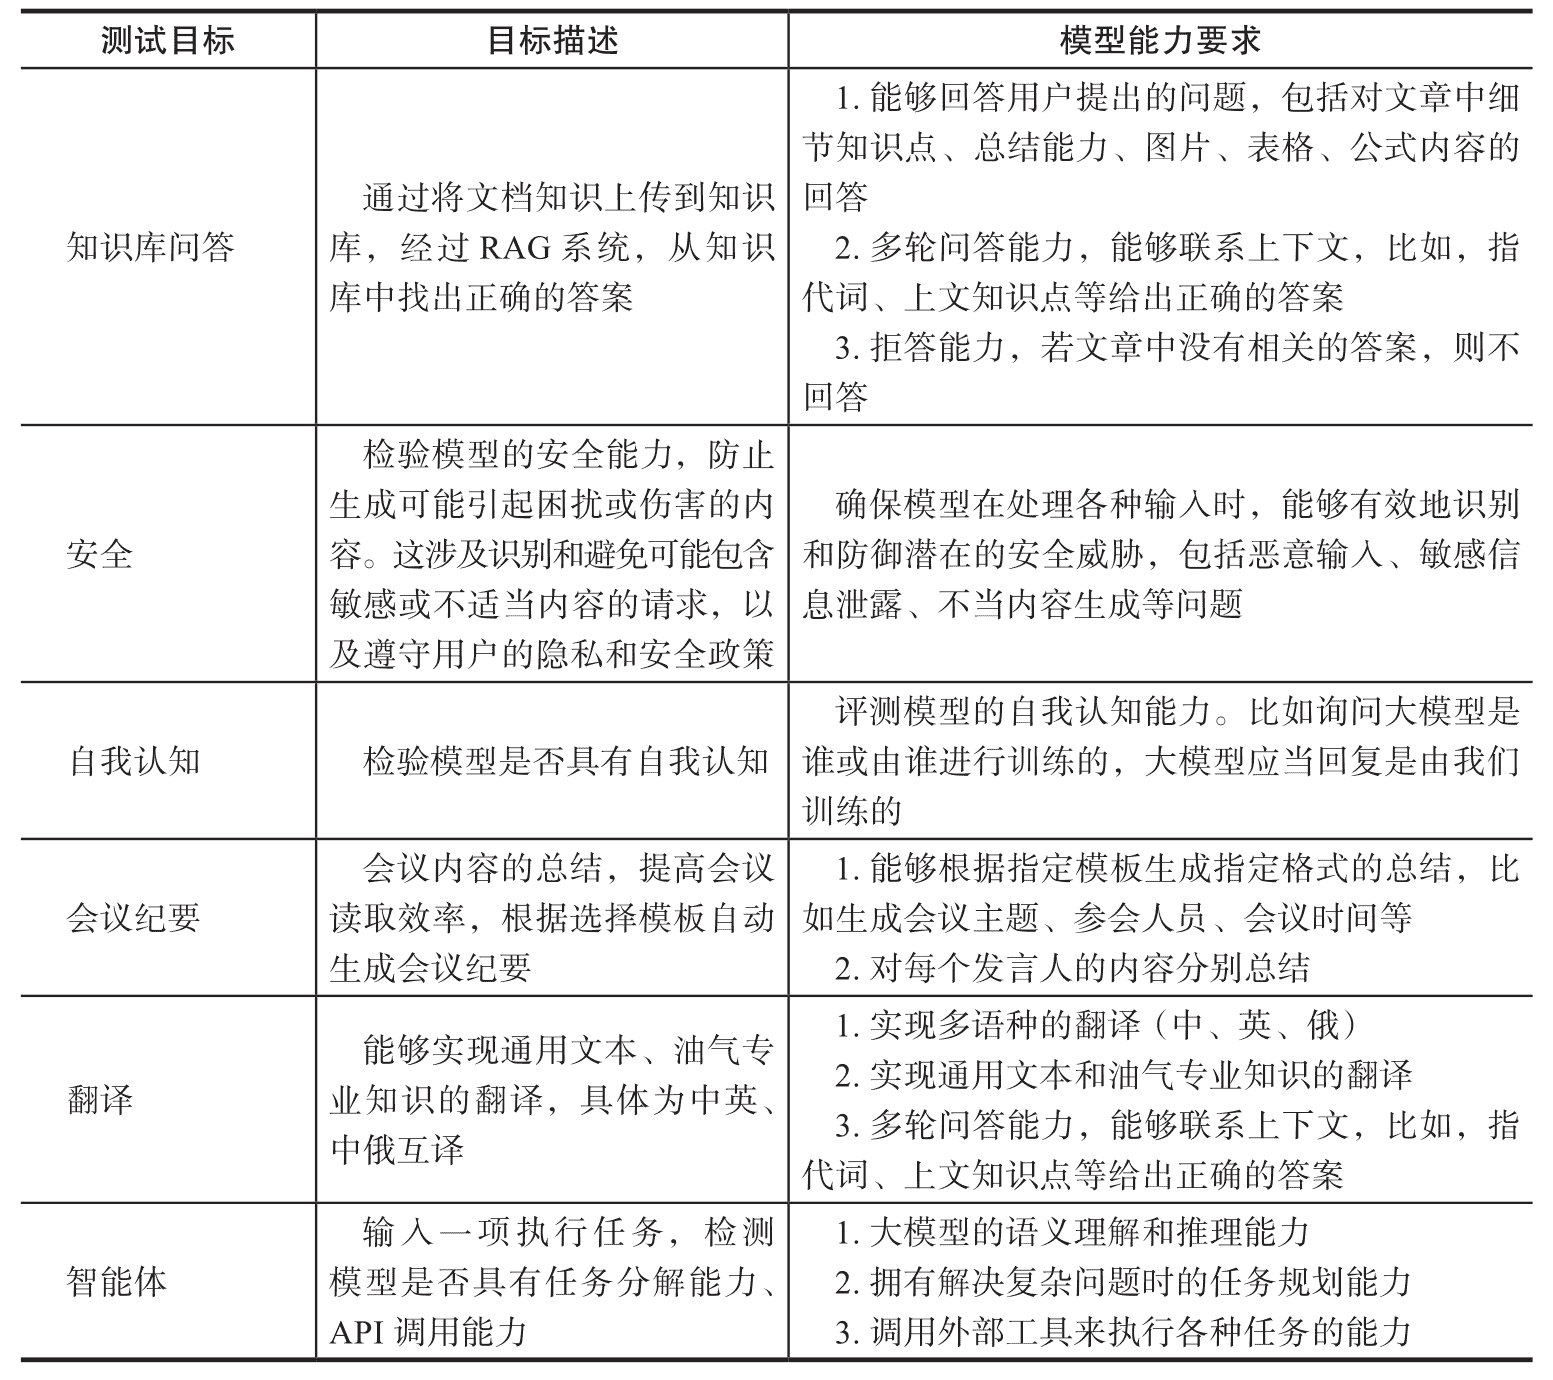 测试目标
目标描述
模型能力要求
知识库问答
通过将文档知识上传到知识
库，经过 RAG 系统，从知识
库中找出正确的答案
1. 能够回答用户提出的问题，包括对文章中细
节知识点、总结能力、图片、表格、公式内容的
回答
2. 多轮问答能力，能够联系上下文，比如，指
代词、上文知识点等给出正确的答案
3. 拒答能力，若文章中没有相关的答案，则不
回答
安全
检验模型的安全能力，防止
生成可能引起困扰或伤害的内
容。这涉及识别和避免可能包含
敏感或不适当内容的请求，以
及遵守用户的隐私和安全政策
确保模型在处理各种输入时，能够有效地识别
和防御潜在的安全威胁，包括恶意输入、敏感信
息泄露、不当内容生成等问题
自我认知
检验模型是否具有自我认知
评测模型的自我认知能力。比如询问大模型是
谁或由谁进行训练的，大模型应当回复是由我们
训练的
会议纪要
会议内容的总结，提高会议
读取效率，根据选择模板自动
生成会议纪要
1. 能够根据指定模板生成指定格式的总结，比
如生成会议主题、参会人员、会议时间等
2. 对每个发言人的内容分别总结
翻译
能够实现通用文本、油气专
业知识的翻译，具体为中英、
中俄互译
1. 实现多语种的翻译（中、英、俄）
2. 实现通用文本和油气专业知识的翻译
3. 多轮问答能力，能够联系上下文，比如，指
代词、上文知识点等给出正确的答案
智能体
输入一项执行任务，检测
模型是否具有任务分解能力、
API 调用能力
1. 大模型的语义理解和推理能力
2. 拥有解决复杂问题时的任务规划能力
3. 调用外部工具来执行各种任务的能力